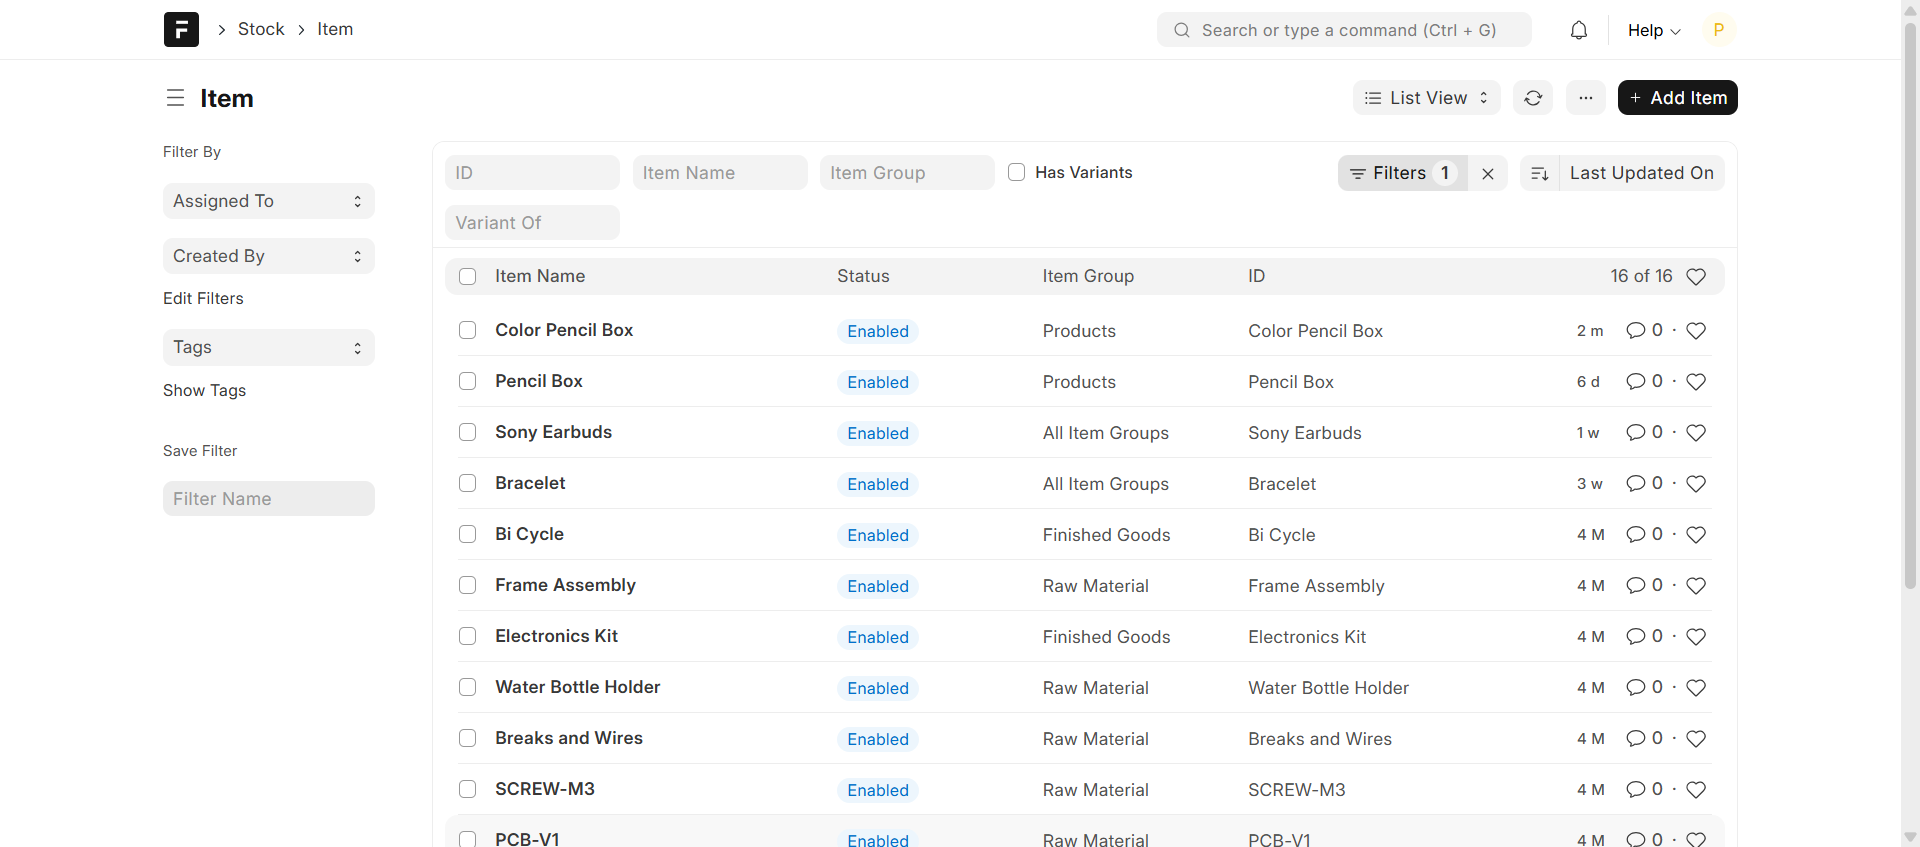 Stock Item
Search or type a command (Ctrl + G)
Help
P
Item
List View
Add Item
Filter By
Assigned To
Created By
Edit Filters
Tags
Show Tags
Save Filter
Filter Name
ID Item Name Item Group Has Variants Filters 1 Last Updated On
Variant Of
Item Name Status Item Group ID 16 of 16
Color Pencil Box Enabled Products Color Pencil Box 2 m 0 ·
Pencil Box Enabled Products Pencil Box 6 d 0 ·
Sony Earbuds Enabled All Item Groups Sony Earbuds 1 w 0 ·
Bracelet Enabled All Item Groups Bracelet 3 w 0 ·
Bi Cycle Enabled Finished Goods Bi Cycle 4 M 0 ·
Frame Assembly Enabled Raw Material Frame Assembly 4 M 0 ·
Electronics Kit Enabled Finished Goods Electronics Kit 4 M 0 ·
Water Bottle Holder Enabled Raw Material Water Bottle Holder 4 M 0 ·
Breaks and Wires Enabled Raw Material Breaks and Wires 4 M 0 ·
SCREW-M3 Enabled Raw Material SCREW-M3 4 M 0 ·
PCB-V1 Enabled Raw Material PCB-V1 4 M 0 ·